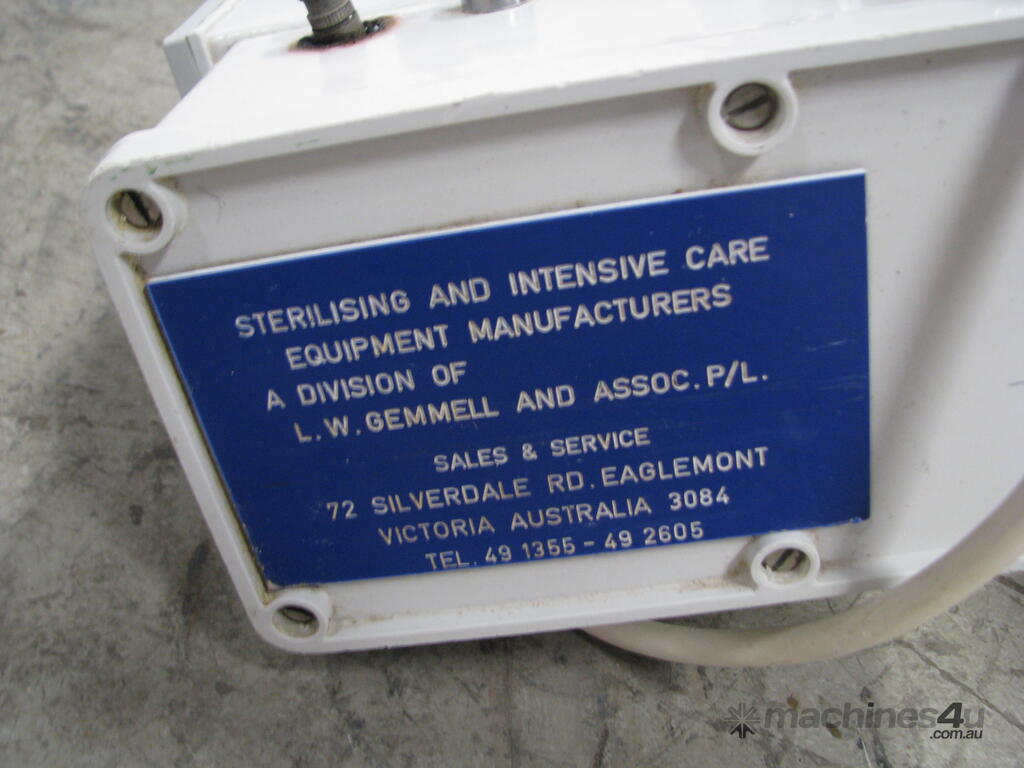 STERILISING AND INTENSIVE CARE
EQUIPMENT MANUFACTURERS
A DIVISION OF
L.W. GEMMELL AND ASSOC. P/L.
SALES & SERVICE
72 SILVERDALE RD. EAGLEMONT
VICTORIA AUSTRALIA 3084
TEL. 49 1355 - 49 2605
machines4u
.com.au